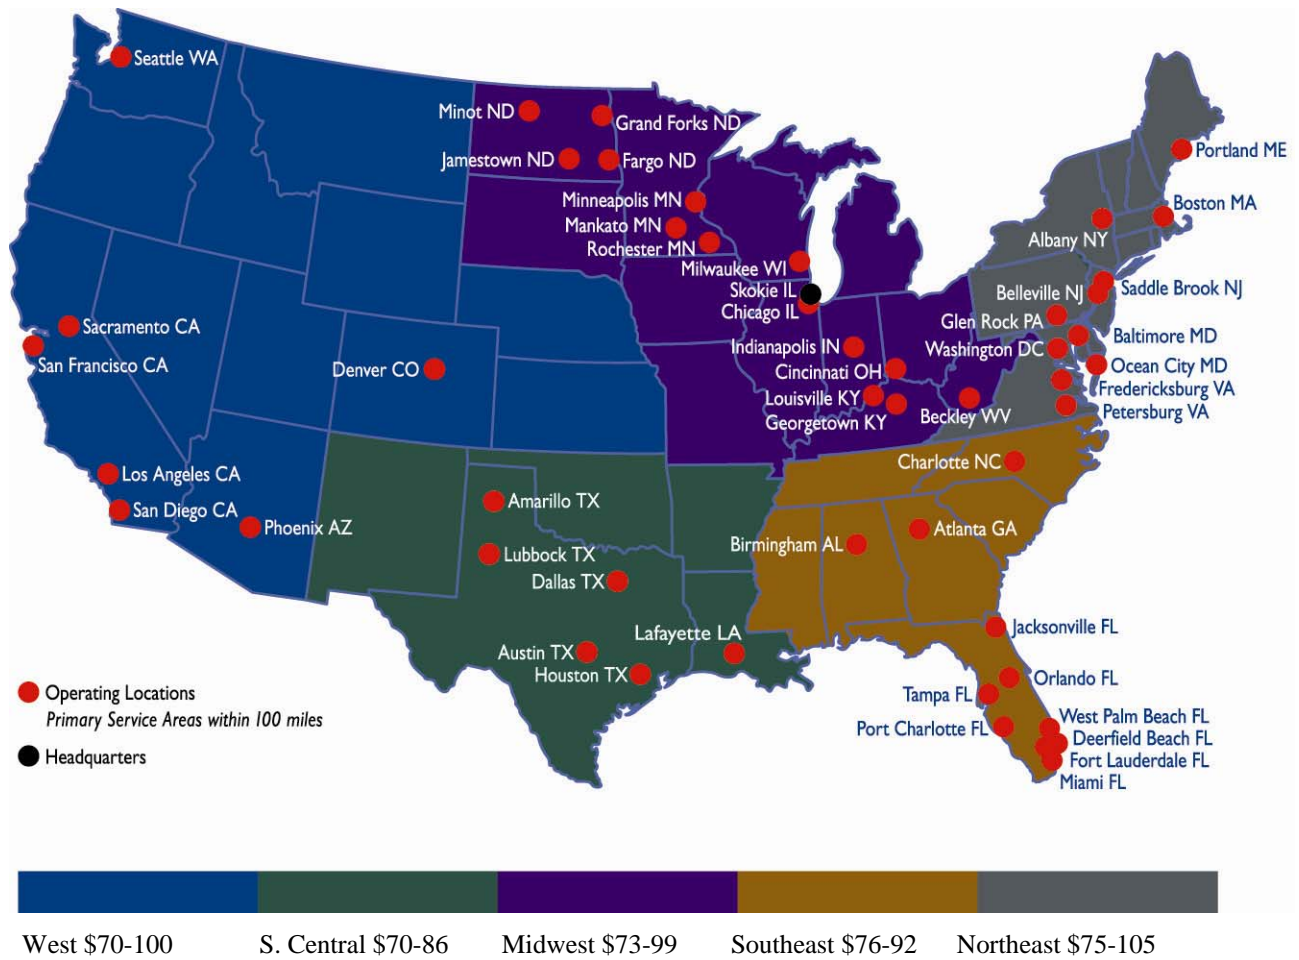 Seattle WA
Minot ND
Grand Forks ND
Jamestown ND
Fargo ND
Portland ME
Minneapolis MN
Boston MA
Mankato MN
Albany NY
Rochester MN
Milwaukee WI
Skokie IL
Saddle Brook NJ
Belleville NJ
Chicago IL
Glen Rock PA
Sacramento CA
Baltimore MD
Indianapolis IN
Washington DC
San Francisco CA
Ocean City MD
Denver CO
Cincinnati OH
Fredericksburg VA
Louisville KY
Petersburg VA
Beckley WV
Georgetown KY
Charlotte NC
Los Angeles CA
Amarillo TX
San Diego CA
Phoenix AZ
Atlanta GA
Birmingham AL
Lubbock TX
Dallas TX
Jacksonville FL
Lafayette LA
Austin TX
Houston TX
Orlando FL
Operating Locations
Tampa FL
Primary Service Areas within 100 miles
West Palm Beach FL
Port Charlotte FL
Deerfield Beach FL
Headquarters
Fort Lauderdale FL
Miami FL
West $70-100
S. Central $70-86
Midwest $73-99
Southeast $76-92
Northeast $75-105